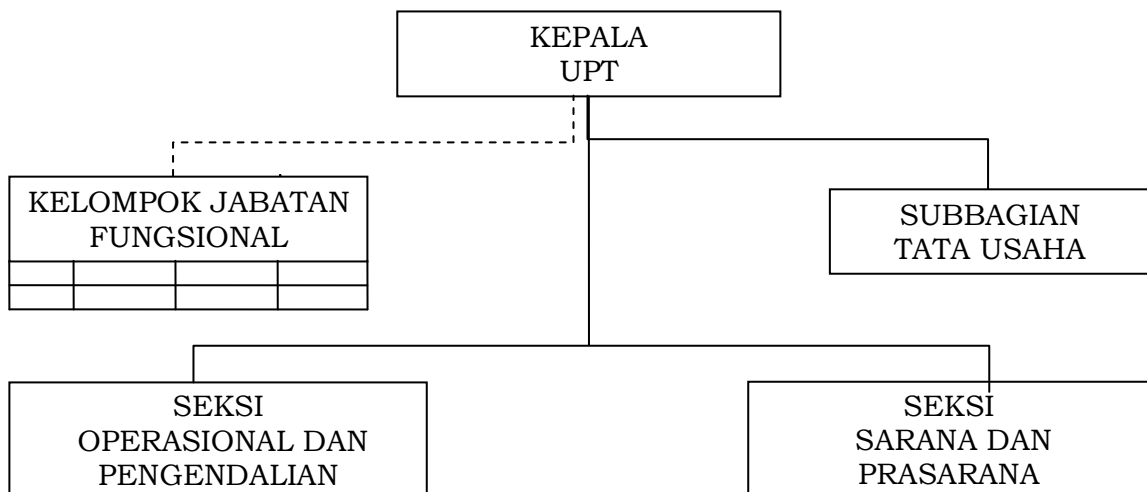 KEPALA
UPT
KELOMPOK JABATAN
FUNGSIONAL
SUBBAGIAN
TATA USAHA
SEKSI
OPERASIONAL DAN
PENGENDALIAN
SEKSI
SARANA DAN
PRASARANA